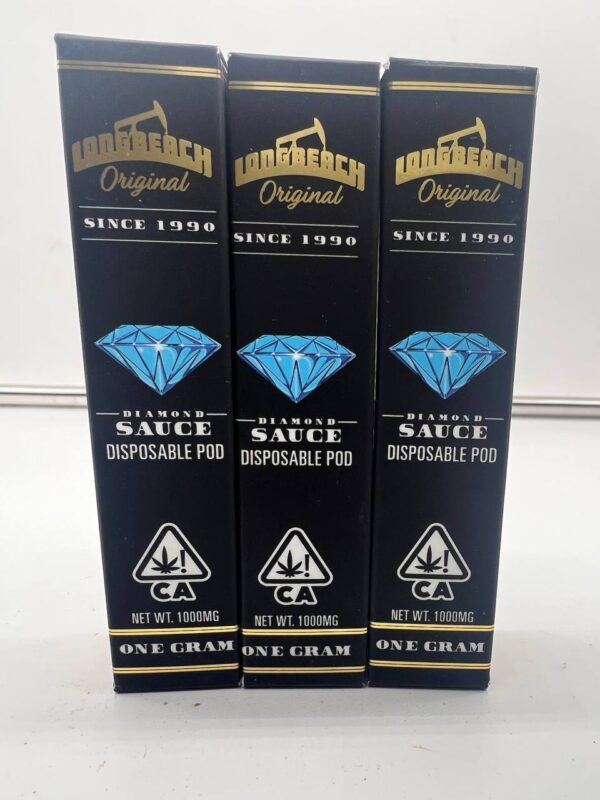 LONGBEACH
Original
SINCE 1990
DIAMOND
SAUCE
DISPOSABLE POD
!
CA
NET WT. 1000MG
ONE GRAM
LONGBEACH
Original
SINCE 1990
DIAMOND
SAUCE
DISPOSABLE POD
!
CA
NET WT. 1000MG
ONE GRAM
LONGBEACH
Original
SINCE 1990
DIAMOND
SAUCE
DISPOSABLE POD
!
CA
NET WT. 1000MG
ONE GRAM